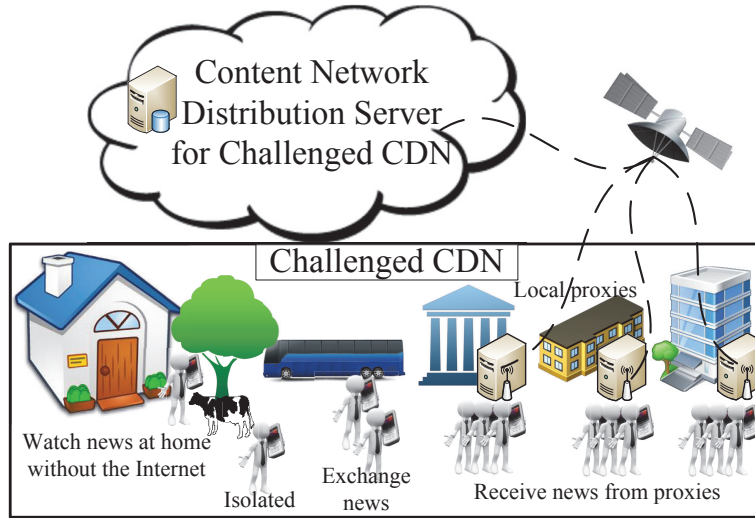 Content Network
Distribution Server
for Challenged CDN
Challenged CDN
Local proxies
Watch news at home
without the Internet
Isolated
Exchange
news
Receive news from proxies